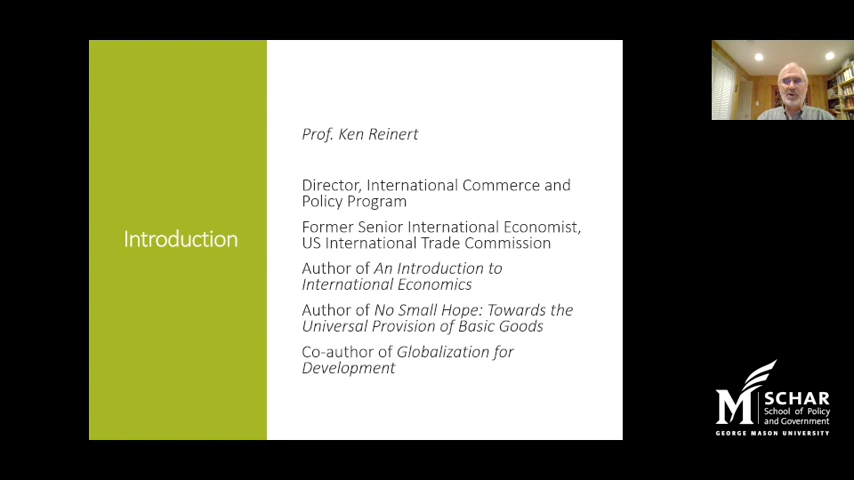 Introduction
Prof. Ken Reinert
Director, International Commerce and
Policy Program
Former Senior International Economist,
US International Trade Commission
Author of An Introduction to
International Economics
Author of No Small Hope: Towards the
Universal Provision of Basic Goods
Co-author of Globalization for
Development
M SCHAR
School of Policy
and Government
GEORGE MASON UNIVERSITY